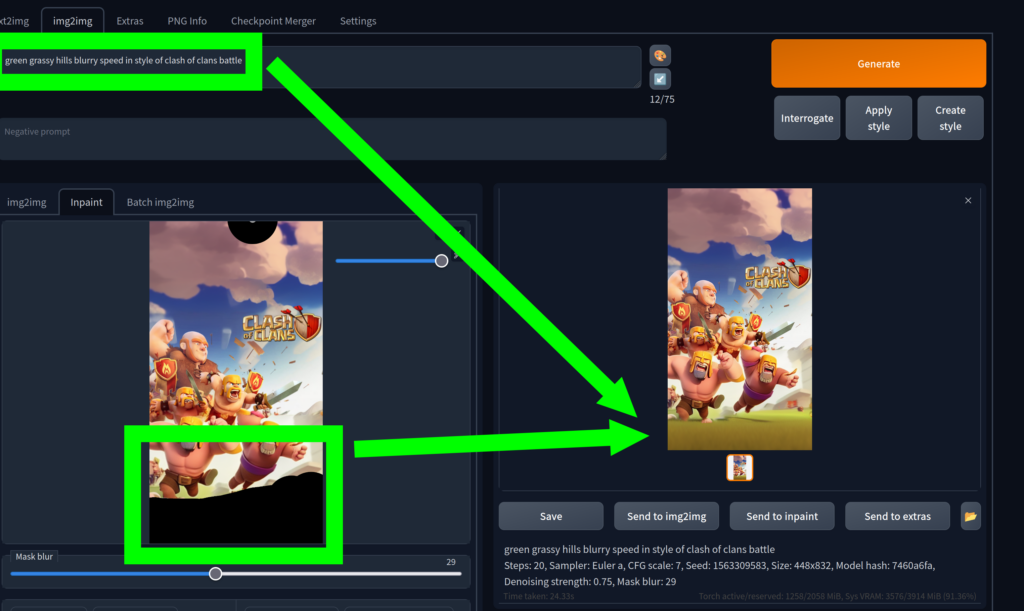 xt2img img2img Extras PNG Info Checkpoint Merger Settings
green grassy hills blurry speed in style of clash of clans battle
12/75
Generate
Interrogate
Apply style
Create style
Negative prompt
img2img Inpaint Batch img2img
CLASH OF CLANS
CLASH OF CLANS
Mask blur
29
Save
Send to img2img
Send to inpaint
Send to extras
green grassy hills blurry speed in style of clash of clans battle
Steps: 20, Sampler: Euler a, CFG scale: 7, Seed: 1563309583, Size: 448x832, Model hash: 7460a6fa,
Denoising strength: 0.75, Mask blur: 29
Time taken: 24.33s
Torch active/reserved: 1256/2058 MiB, Sys VRAM: 3576/3914 MiB (91.36%)